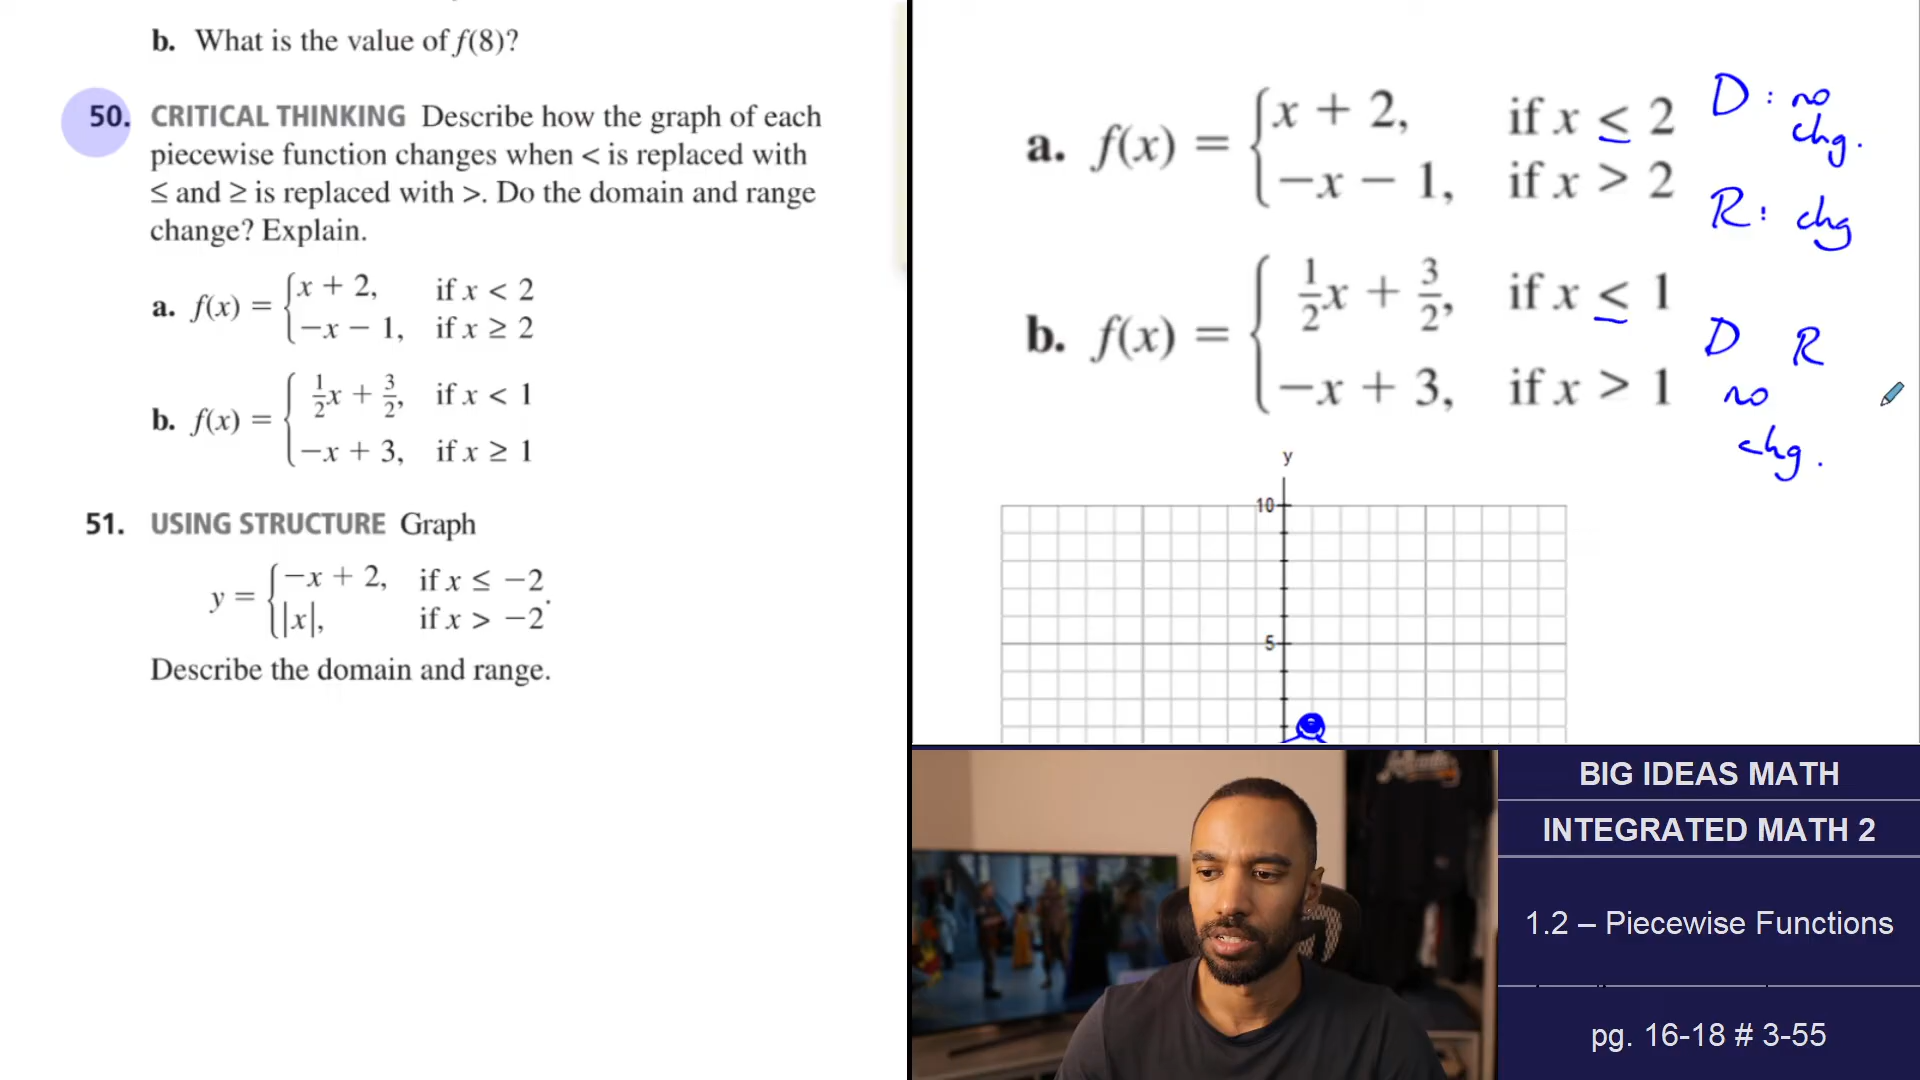 b. What is the value of f(8)?
50. CRITICAL THINKING Describe how the graph of each
piecewise function changes when < is replaced with
≤ and ≥ is replaced with >. Do the domain and range
change? Explain.
a. f(x) = { x + 2, if x < 2
−x − 1, if x ≥ 2
b. f(x) = { 1/2 x + 3/2, if x < 1
−x + 3, if x ≥ 1
51. USING STRUCTURE Graph
y = { −x + 2, if x ≤ −2
|x|, if x > −2 .
Describe the domain and range.
a. f(x) = { x + 2, if x ≤ 2
−x − 1, if x > 2
D : no
chg.
R : chg
b. f(x) = { 1/2 x + 3/2, if x ≤ 1
−x + 3, if x > 1
D R
no
chg.
y
10
5
BIG IDEAS MATH
INTEGRATED MATH 2
1.2 – Piecewise Functions
pg. 16-18 # 3-55